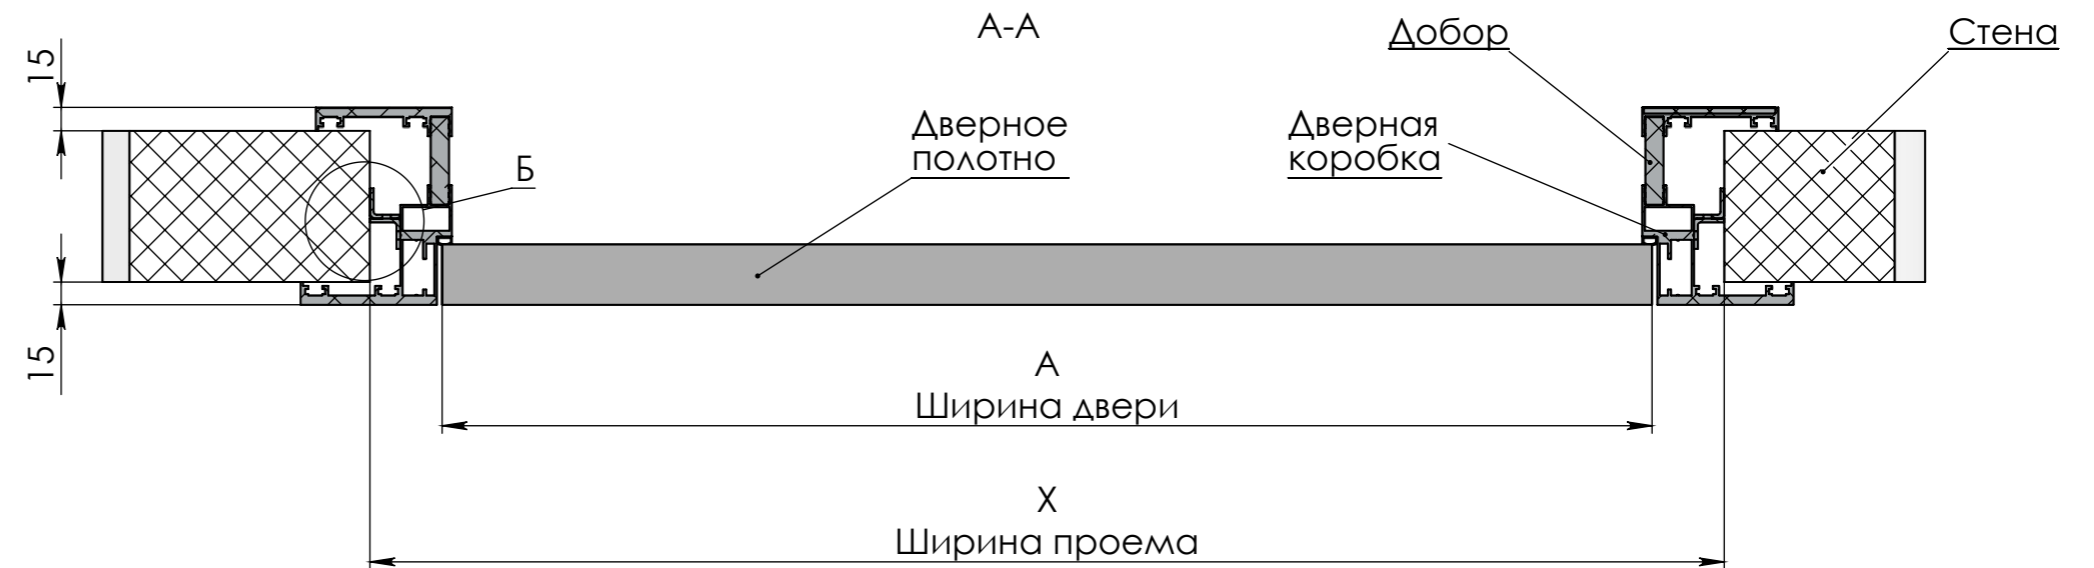 А-А
Добор
Стена
15
Дверное
полотно
Дверная
коробка
Б
15
А
Ширина двери
Х
Ширина проема